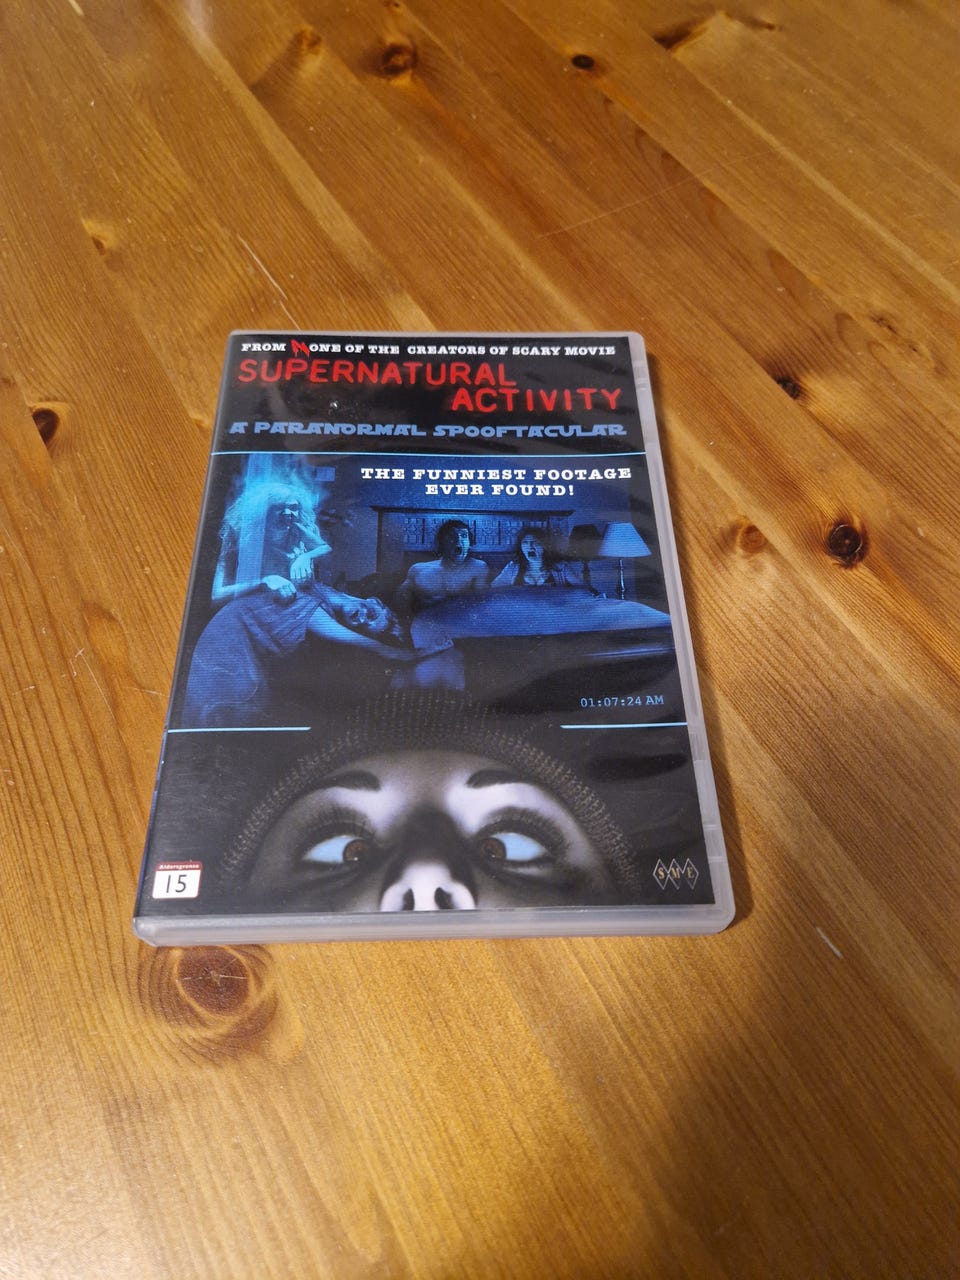 FROM NONE OF THE CREATORS OF SCARY MOVIE
SUPERNATURAL
ACTIVITY
A PARANORMAL SPOOFTACULAR
THE FUNNIEST FOOTAGE
EVER FOUND!
01:07:24 AM
Aldersgrense
15
SME